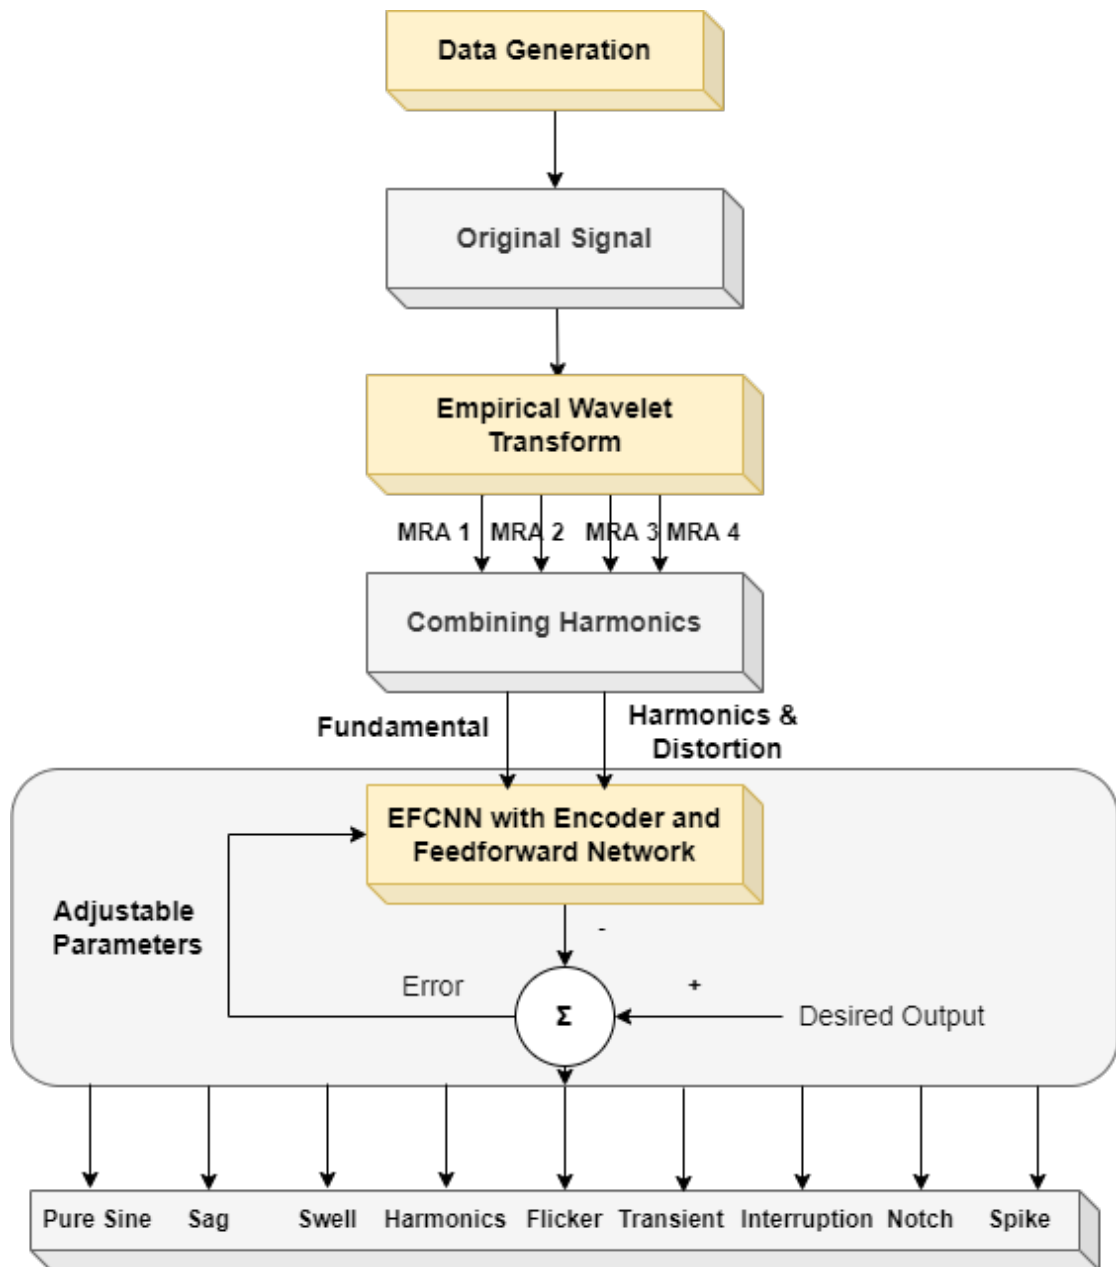 Data Generation
Original Signal
Empirical Wavelet
Transform
MRA 1 MRA 2 MRA 3 MRA 4
Combining Harmonics
Fundamental
Harmonics &
Distortion
EFCNN with Encoder and
Feedforward Network
Adjustable
Parameters
-
Error
+
Σ
Desired Output
Pure Sine Sag Swell Harmonics Flicker Transient Interruption Notch Spike